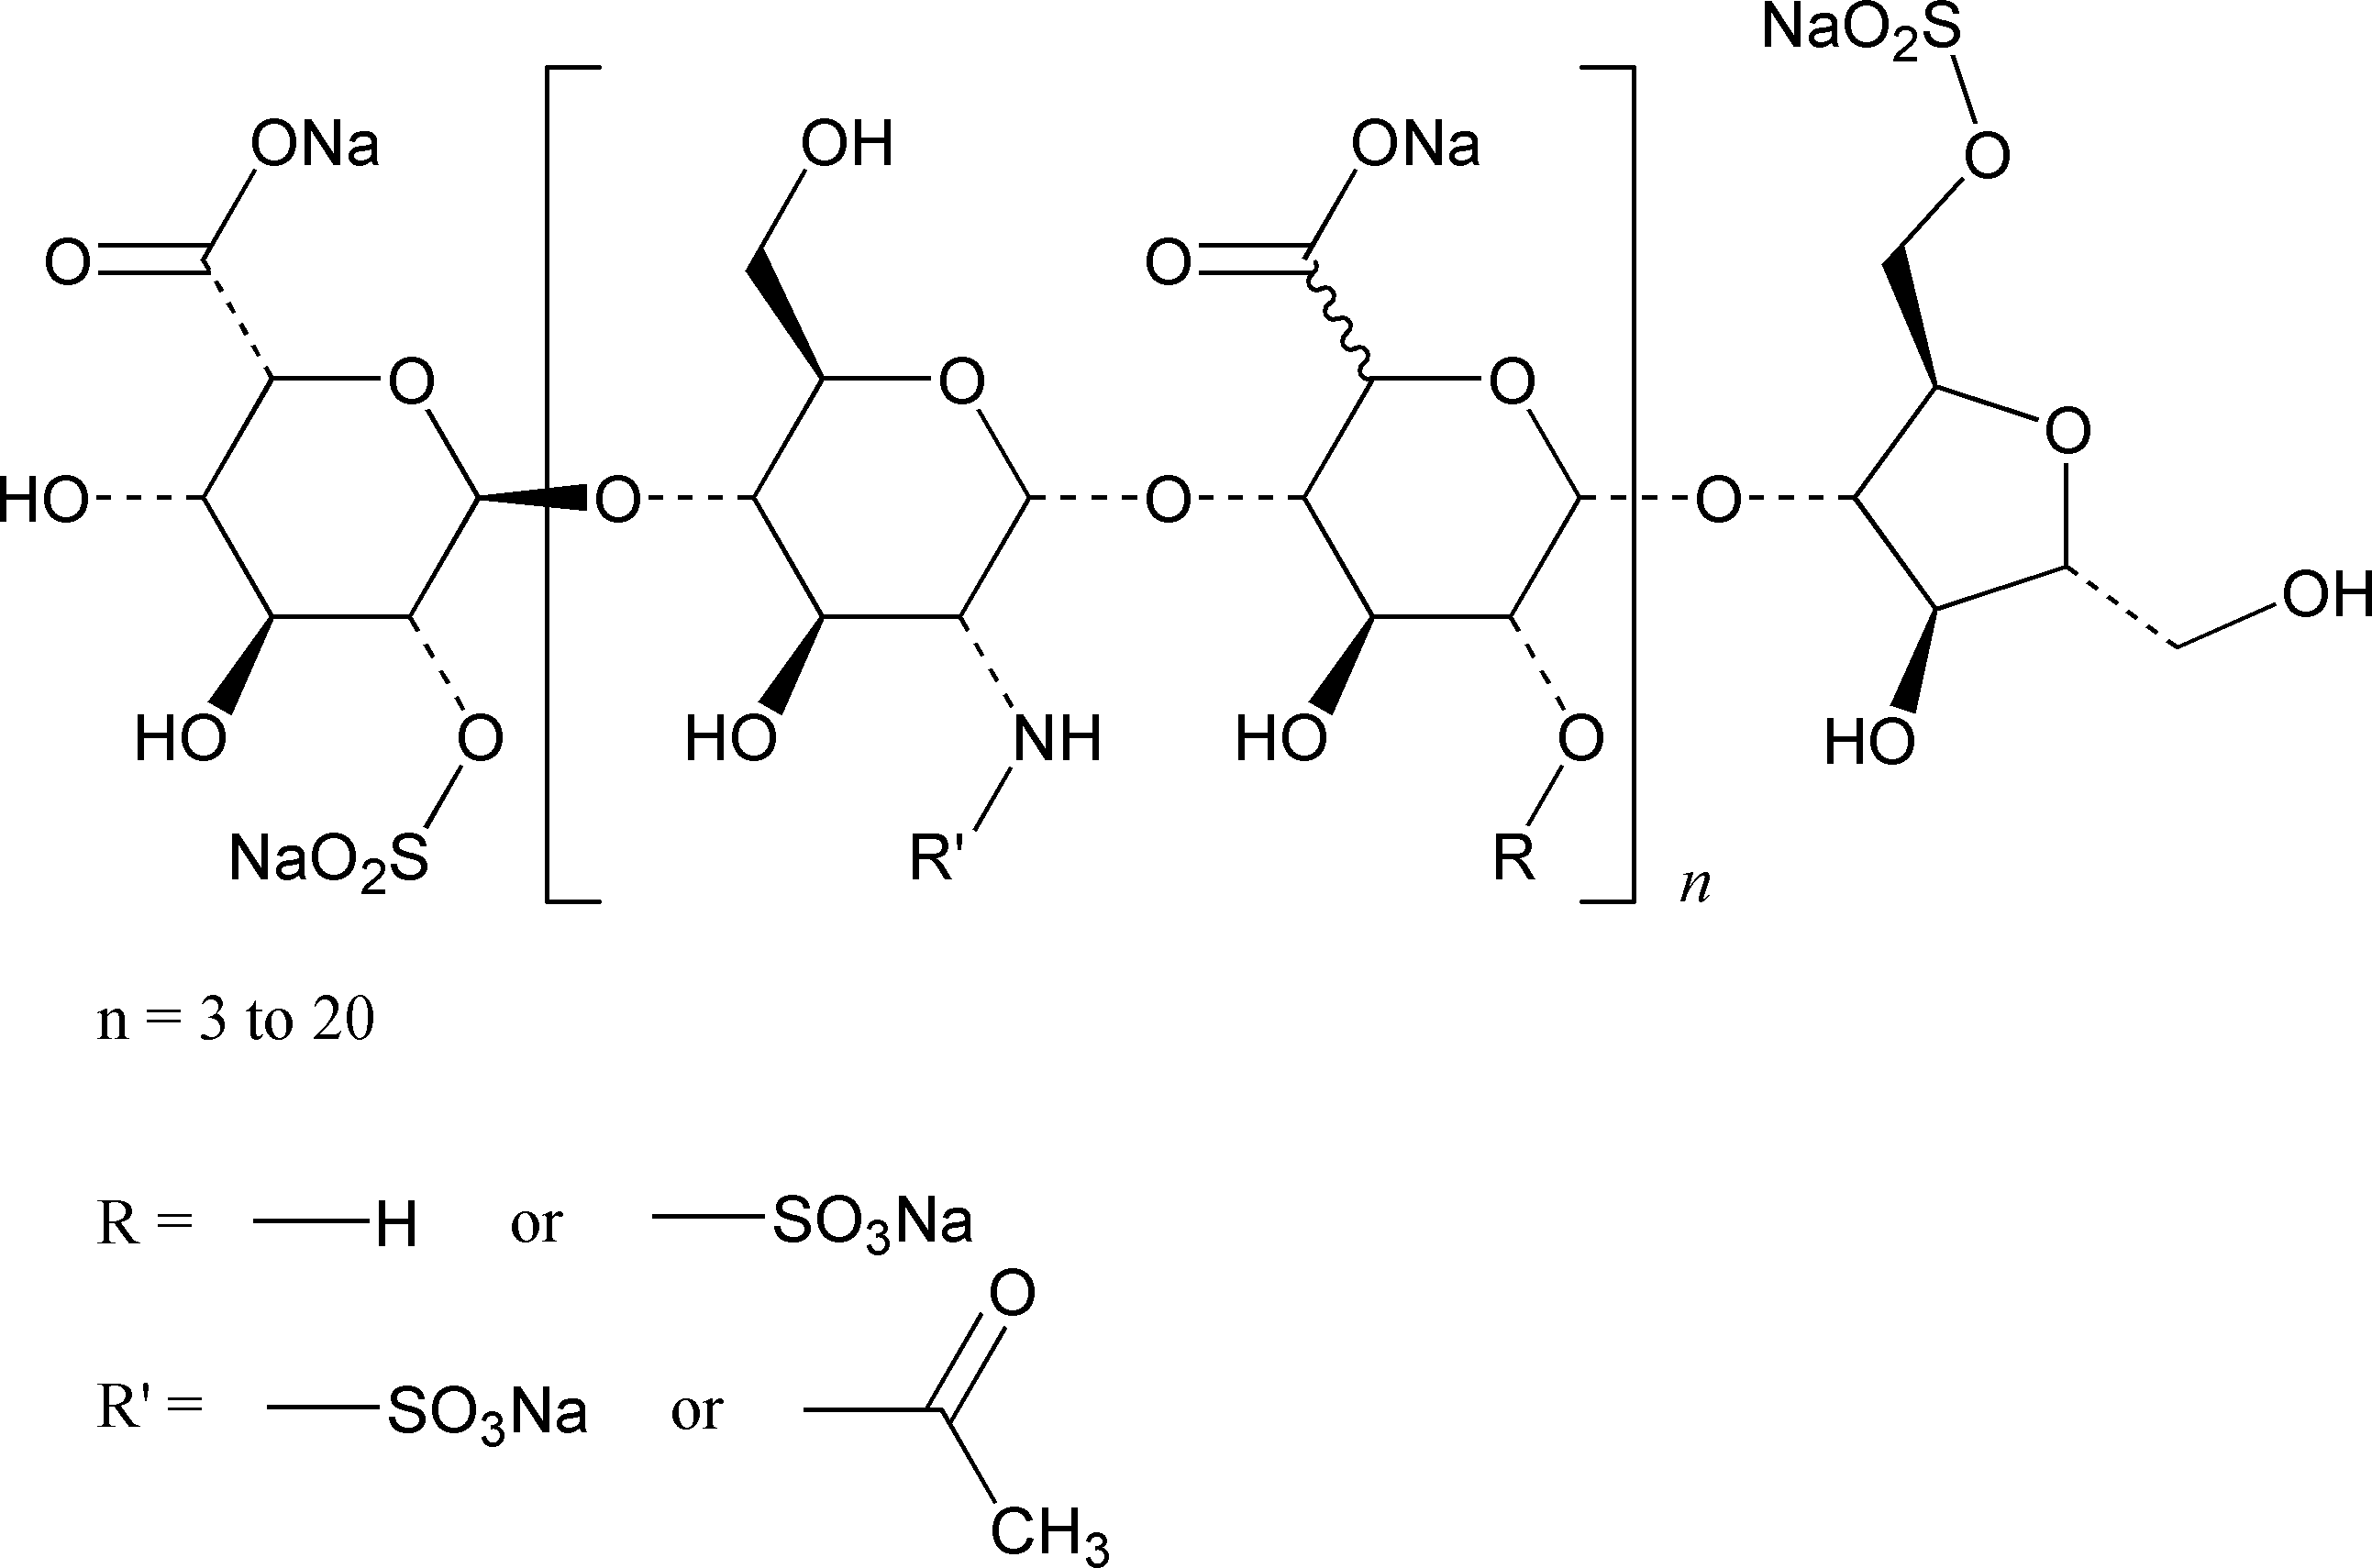 NaO2S
ONa
OH
ONa
O
O
O
O
O
O
O
O
HO
O
O
O
OH
HO
O
HO
NH
HO
O
HO
NaO2S
R'
R
n
n = 3 to 20
R = H or SO3Na
O
R' = SO3Na or
CH3